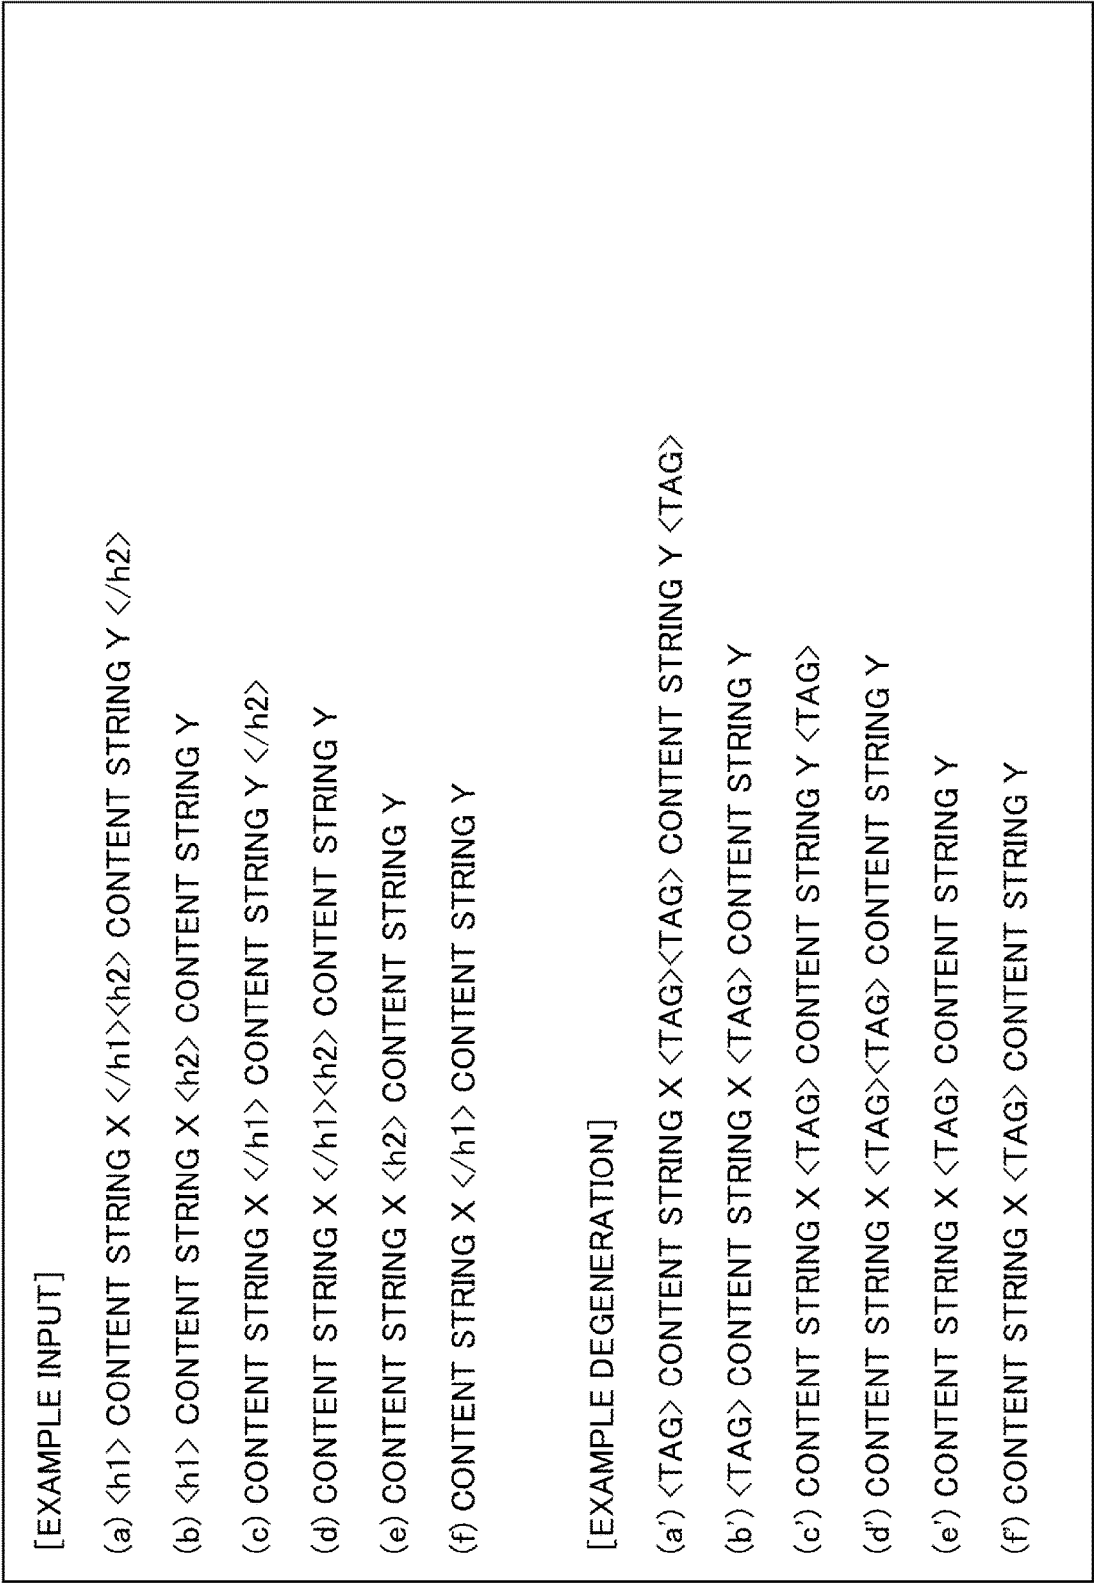 [EXAMPLE INPUT]
(a) <h1> CONTENT STRING X </h1><h2> CONTENT STRING Y </h2>
(b) <h1> CONTENT STRING X <h2> CONTENT STRING Y
(c) CONTENT STRING X </h1> CONTENT STRING Y </h2>
(d) CONTENT STRING X </h1><h2> CONTENT STRING Y
(e) CONTENT STRING X <h2> CONTENT STRING Y
(f) CONTENT STRING X </h1> CONTENT STRING Y
[EXAMPLE DEGENERATION]
(a') <TAG> CONTENT STRING X <TAG><TAG> CONTENT STRING Y <TAG>
(b') <TAG> CONTENT STRING X <TAG> CONTENT STRING Y
(c') CONTENT STRING X <TAG> CONTENT STRING Y <TAG>
(d') CONTENT STRING X <TAG><TAG> CONTENT STRING Y
(e') CONTENT STRING X <TAG> CONTENT STRING Y
(f') CONTENT STRING X <TAG> CONTENT STRING Y